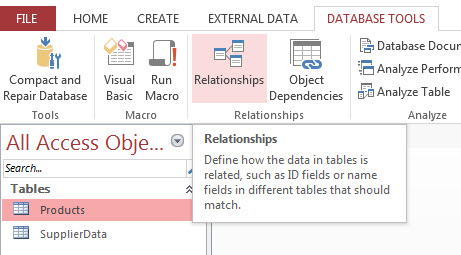 FILE HOME CREATE EXTERNAL DATA DATABASE TOOLS
Compact and
Repair Database
Tools
Visual
Basic
Run
Macro
Macro
Relationships
Object
Dependencies
Relationships
Database Docum
Analyze Perform
Analyze Table
Analyze
All Access Obje...
Search...
Tables
Products
SupplierData
Relationships
Define how the data in tables is
related, such as ID fields or name
fields in different tables that should
match.